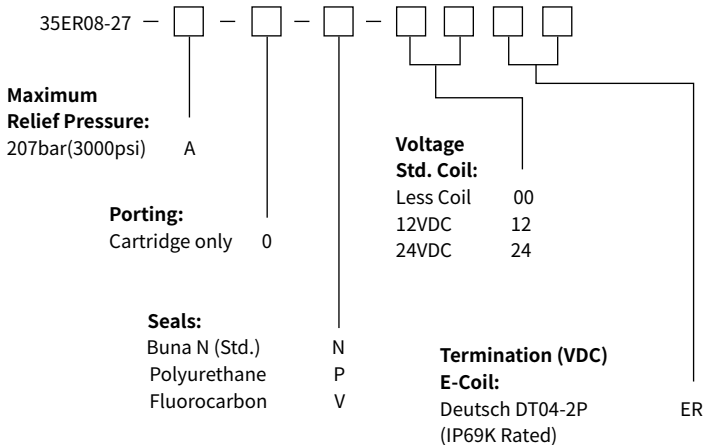 35ER08-27 — — — —
Maximum
Relief Pressure:
207bar(3000psi) A
Porting:
Cartridge only 0
Seals:
Buna N (Std.) N
Polyurethane P
Fluorocarbon V
Voltage
Std. Coil:
Less Coil 00
12VDC 12
24VDC 24
Termination (VDC)
E-Coil:
Deutsch DT04-2P ER
(IP69K Rated)